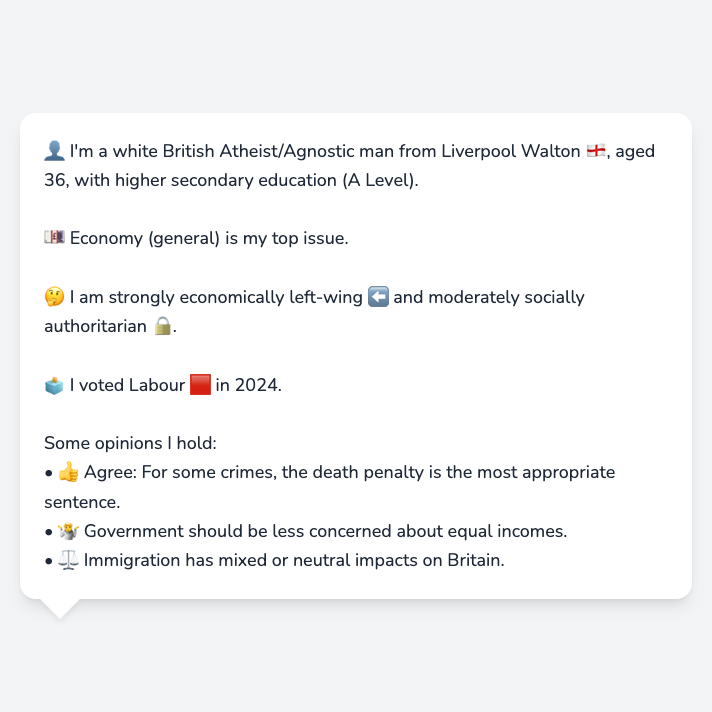 👤 I'm a white British Atheist/Agnostic man from Liverpool Walton 🏴󠁧󠁢󠁥󠁮󠁧󠁿, aged
36, with higher secondary education (A Level).
💷 Economy (general) is my top issue.
🤔 I am strongly economically left-wing ⬅️ and moderately socially
authoritarian 🔒.
🗳️ I voted Labour 🟥 in 2024.
Some opinions I hold:
• 👍 Agree: For some crimes, the death penalty is the most appropriate
sentence.
• 🤷 Government should be less concerned about equal incomes.
• ⚖️ Immigration has mixed or neutral impacts on Britain.